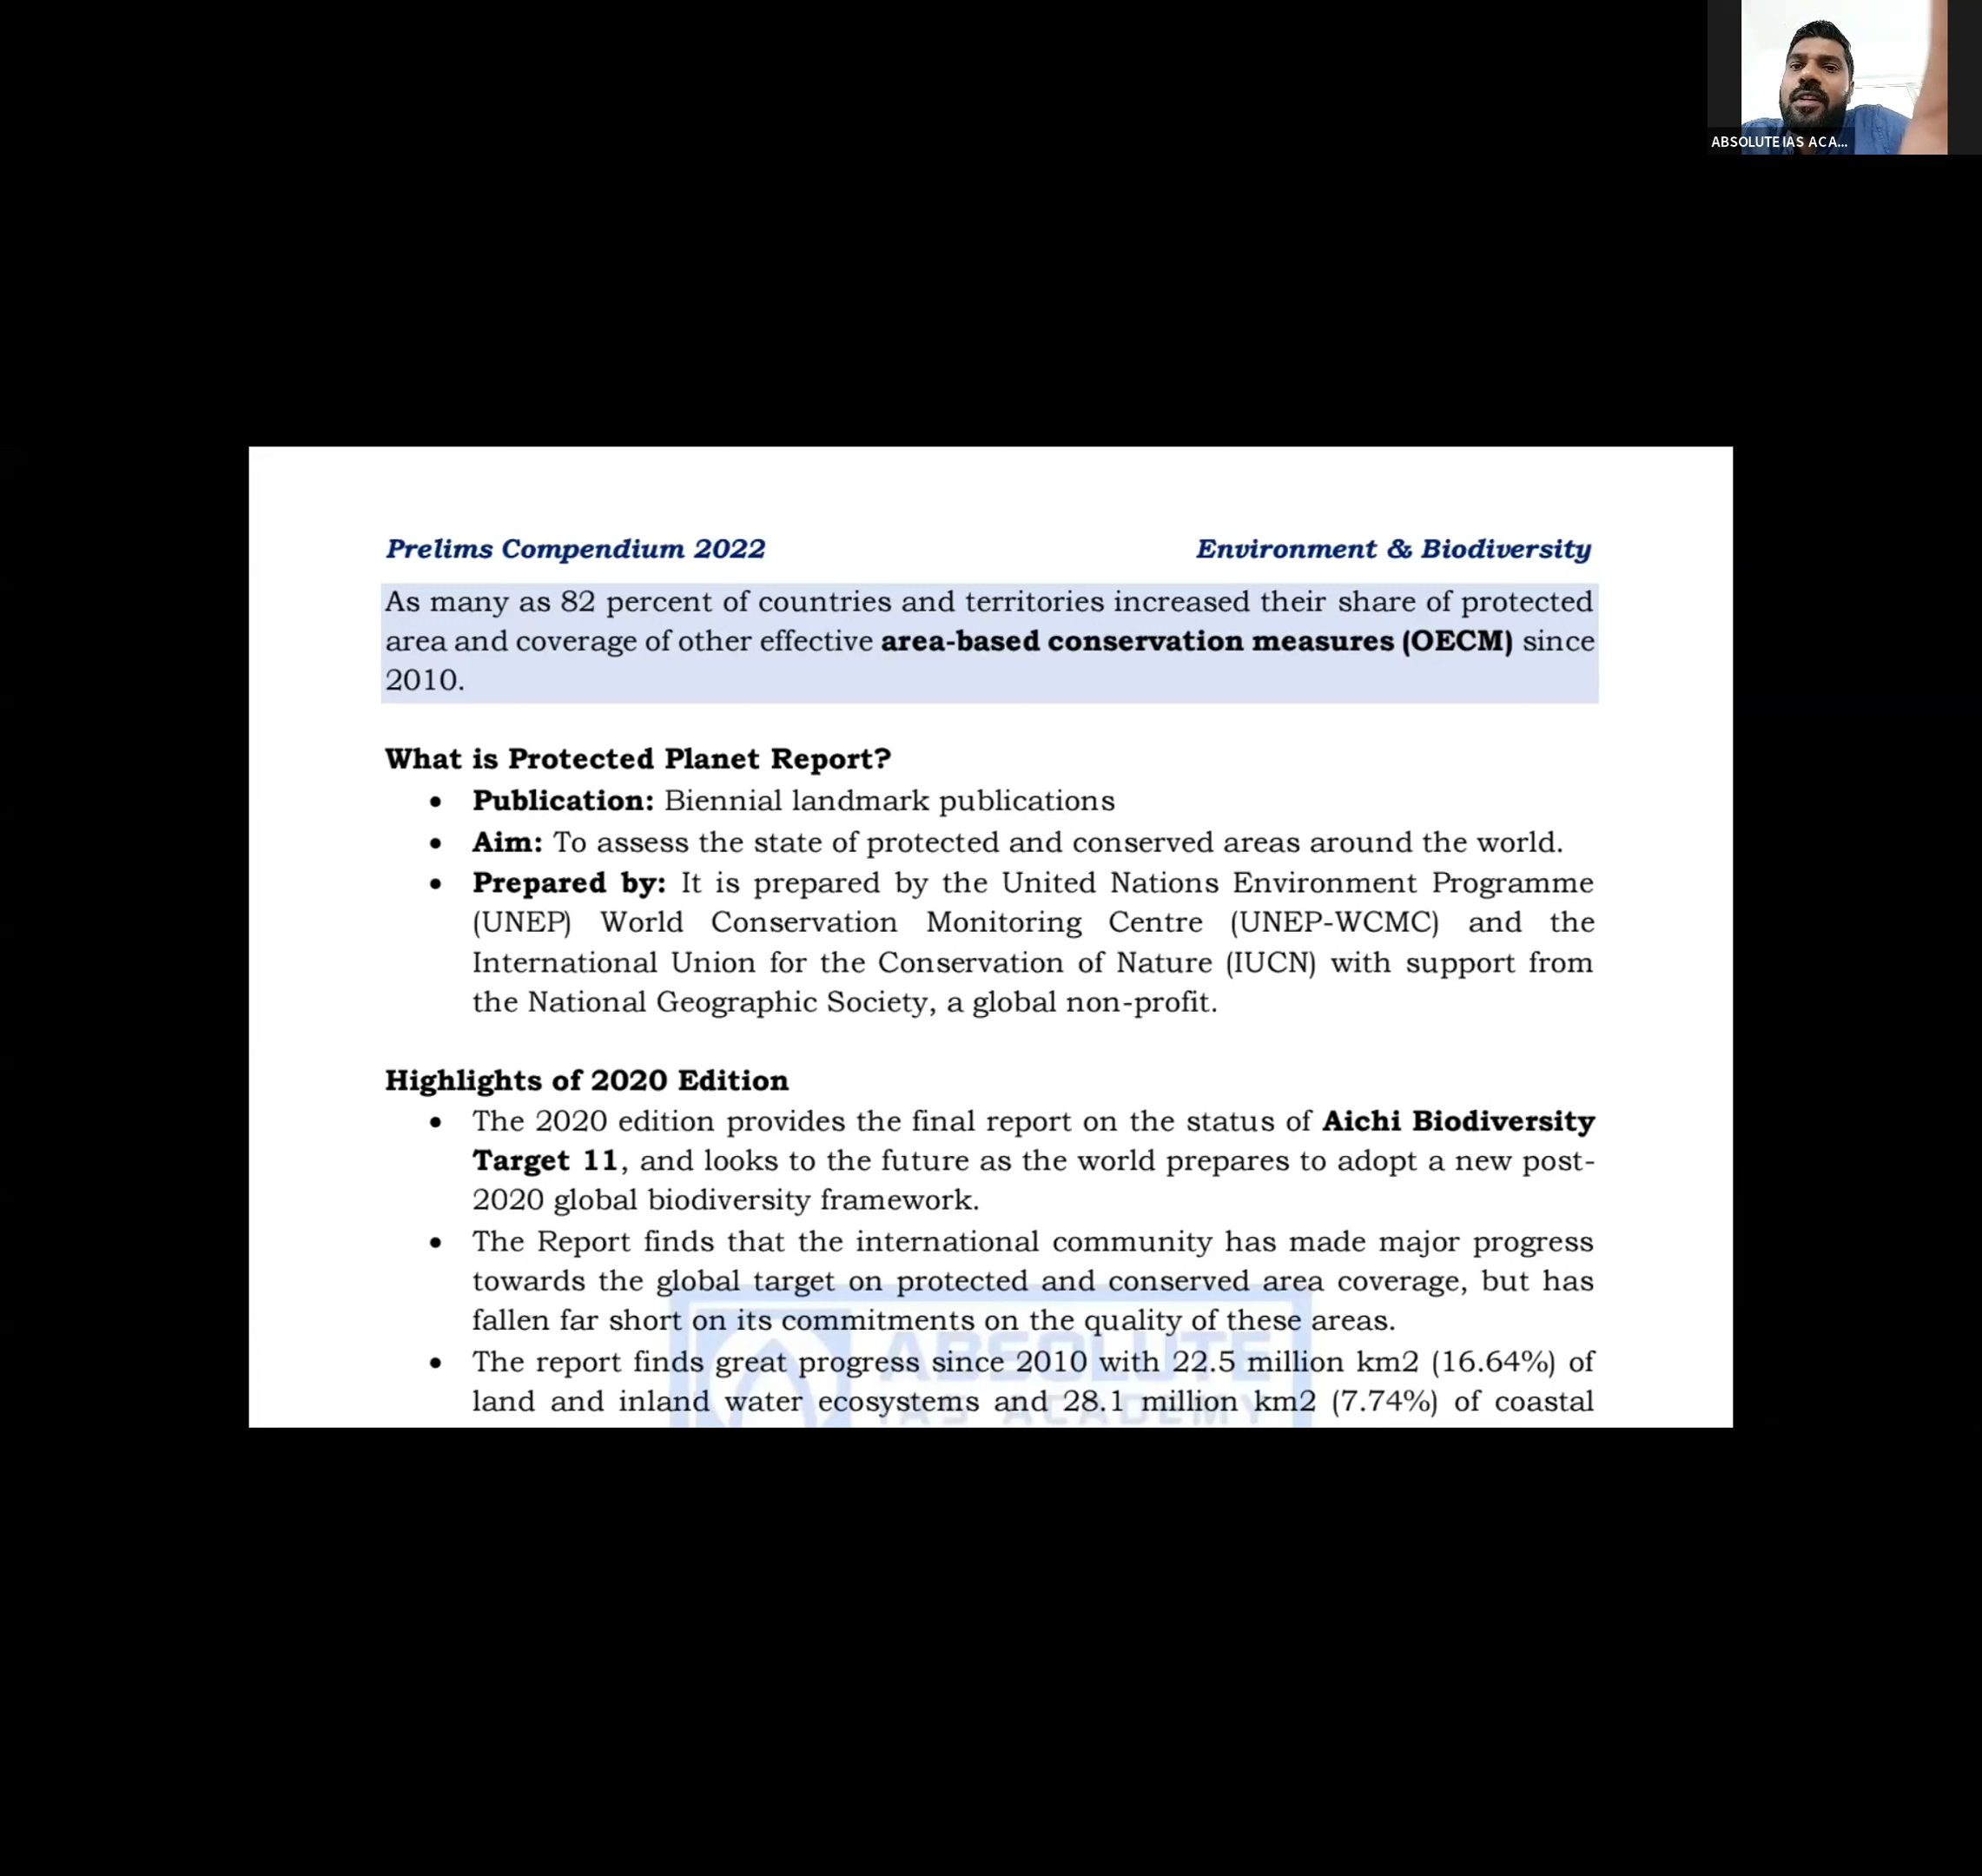 ABSOLUTE IAS ACA...
Prelims Compendium 2022 Environment & Biodiversity
As many as 82 percent of countries and territories increased their share of protected
area and coverage of other effective area-based conservation measures (OECM) since
2010.
What is Protected Planet Report?
• Publication: Biennial landmark publications
• Aim: To assess the state of protected and conserved areas around the world.
• Prepared by: It is prepared by the United Nations Environment Programme
(UNEP) World Conservation Monitoring Centre (UNEP-WCMC) and the
International Union for the Conservation of Nature (IUCN) with support from
the National Geographic Society, a global non-profit.
Highlights of 2020 Edition
• The 2020 edition provides the final report on the status of Aichi Biodiversity
Target 11, and looks to the future as the world prepares to adopt a new post-
2020 global biodiversity framework.
• The Report finds that the international community has made major progress
towards the global target on protected and conserved area coverage, but has
fallen far short on its commitments on the quality of these areas.
• The report finds great progress since 2010 with 22.5 million km2 (16.64%) of
land and inland water ecosystems and 28.1 million km2 (7.74%) of coastal
ABSOLUTE
IAS ACADEMY